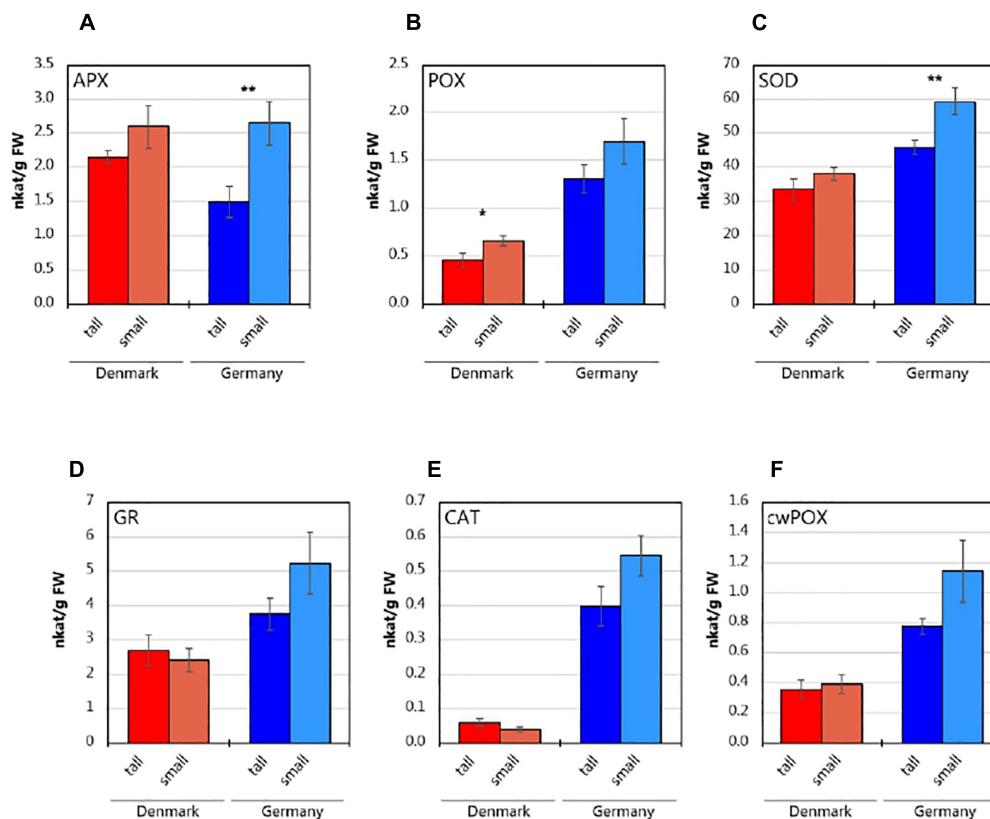 A B C
APX
nkat/g FW
3.5
3.0
2.5
2.0
1.5
1.0
0.5
0.0
**
tall small tall small
Denmark Germany
POX
nkat/g FW
2.5
2.0
1.5
1.0
0.5
0.0
*
tall small tall small
Denmark Germany
SOD
nkat/g FW
70
60
50
40
30
20
10
0
**
tall small tall small
Denmark Germany
D E F
GR
nkat/g FW
7
6
5
4
3
2
1
0
tall small tall small
Denmark Germany
CAT
nkat/g FW
0.7
0.6
0.5
0.4
0.3
0.2
0.1
0.0
tall small tall small
Denmark Germany
cwPOX
nkat/g FW
1.6
1.4
1.2
1.0
0.8
0.6
0.4
0.2
0.0
tall small tall small
Denmark Germany